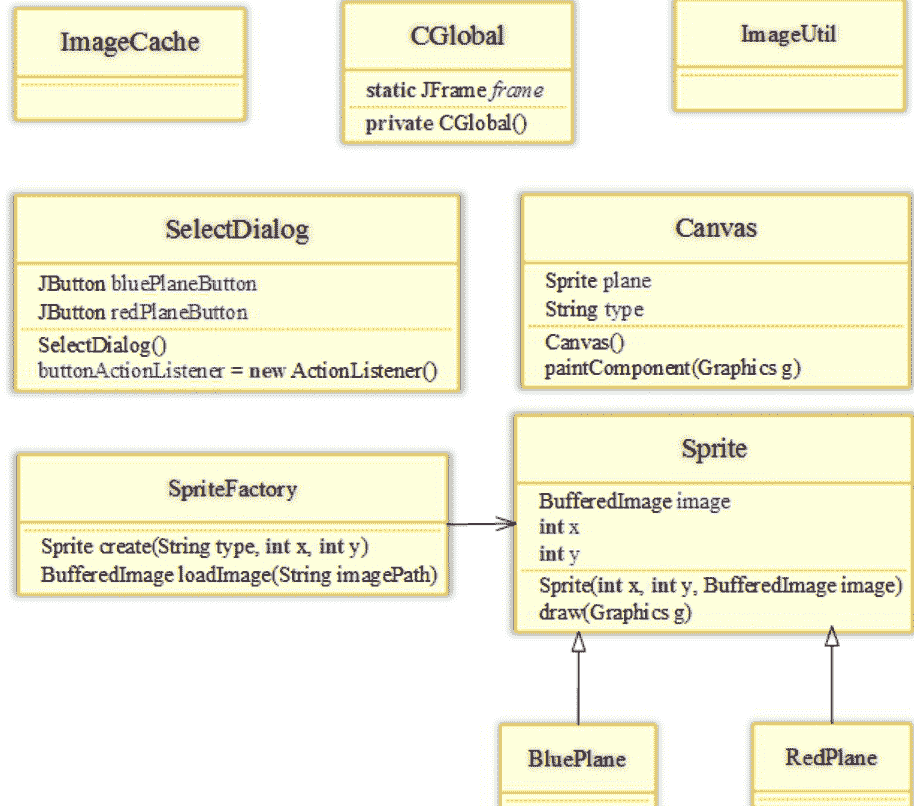 ImageCache
CGlobal
static JFrame frame
private CGlobal()
ImageUtil
SelectDialog
JButton bluePlaneButton
JButton redPlaneButton
SelectDialog()
buttonActionListener = new ActionListener()
Canvas
Sprite plane
String type
Canvas()
paintComponent(Graphics g)
SpriteFactory
Sprite create(String type, int x, int y)
BufferedImage loadImage(String imagePath)
Sprite
BufferedImage image
int x
int y
Sprite(int x, int y, BufferedImage image)
draw(Graphics g)
BluePlane
RedPlane